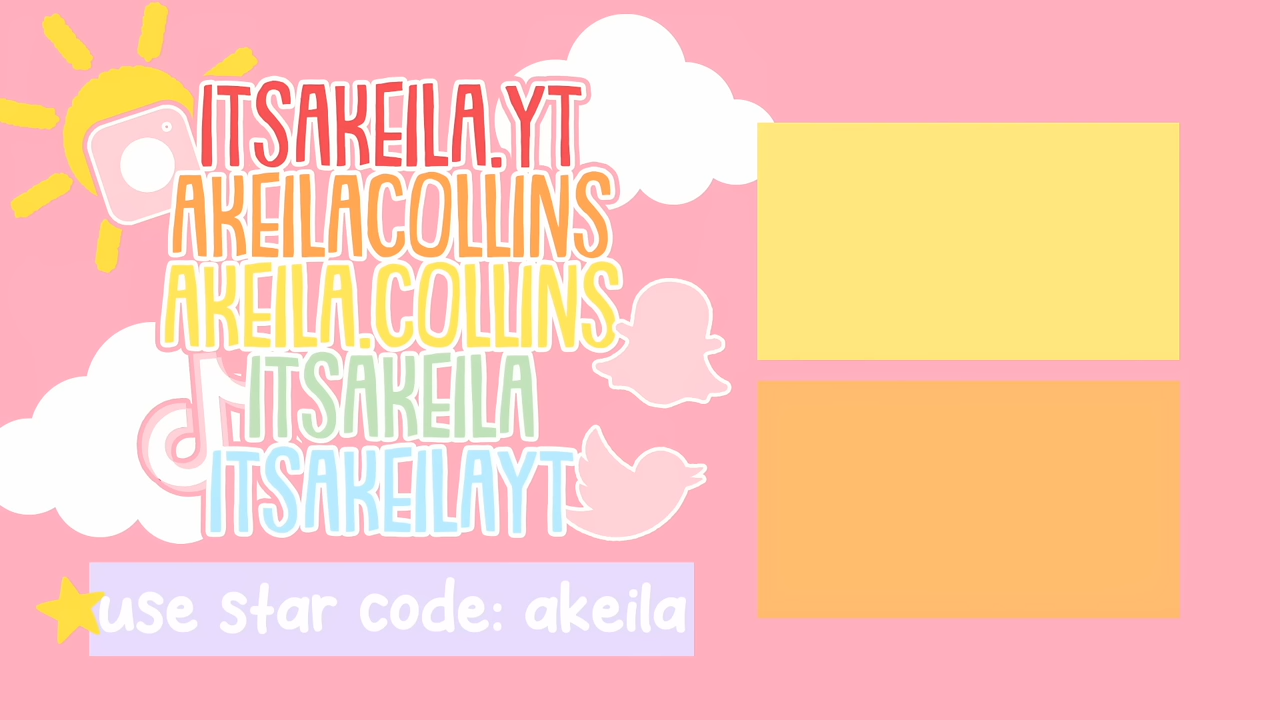 ITSAKEILA.YT
AKEILACOLLINS
AKEILA.COLLINS
ITSAKEILA
ITSAKEILAYT
use star code: akeila